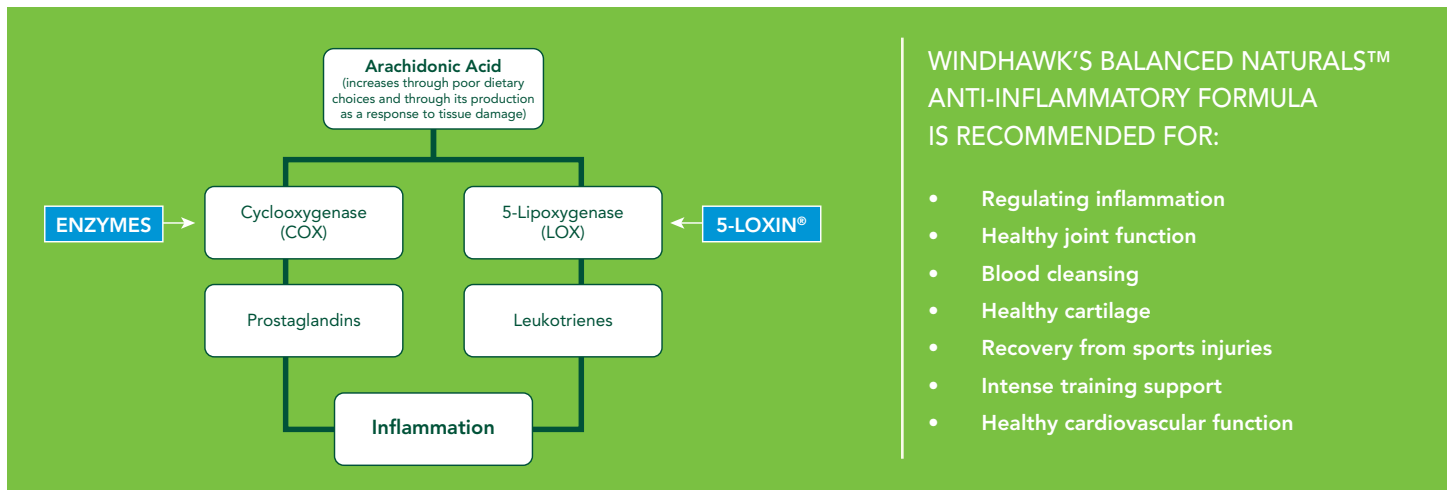 Arachidonic Acid
(increases through poor dietary
choices and through its production
as a response to tissue damage)
ENZYMES
Cyclooxygenase
(COX)
5-Lipoxygenase
(LOX)
5-LOXIN®
Prostaglandins
Leukotrienes
Inflammation
WINDHAWK’S BALANCED NATURALS™
ANTI-INFLAMMATORY FORMULA
IS RECOMMENDED FOR:
• Regulating inflammation
• Healthy joint function
• Blood cleansing
• Healthy cartilage
• Recovery from sports injuries
• Intense training support
• Healthy cardiovascular function